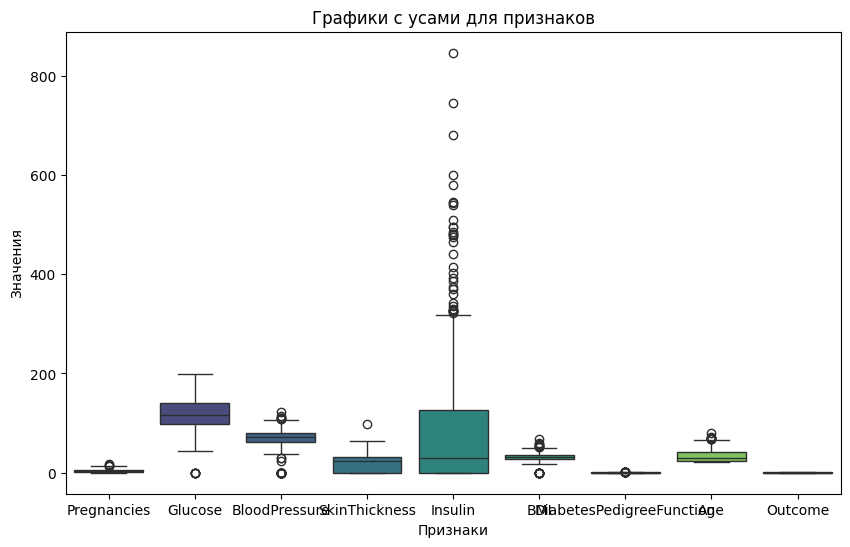 Графики с усами для признаков
Значения
800
600
400
200
0
Pregnancies Glucose BloodPressure SkinThickness Insulin BMI DiabetesPedigreeFunction Age Outcome
Признаки